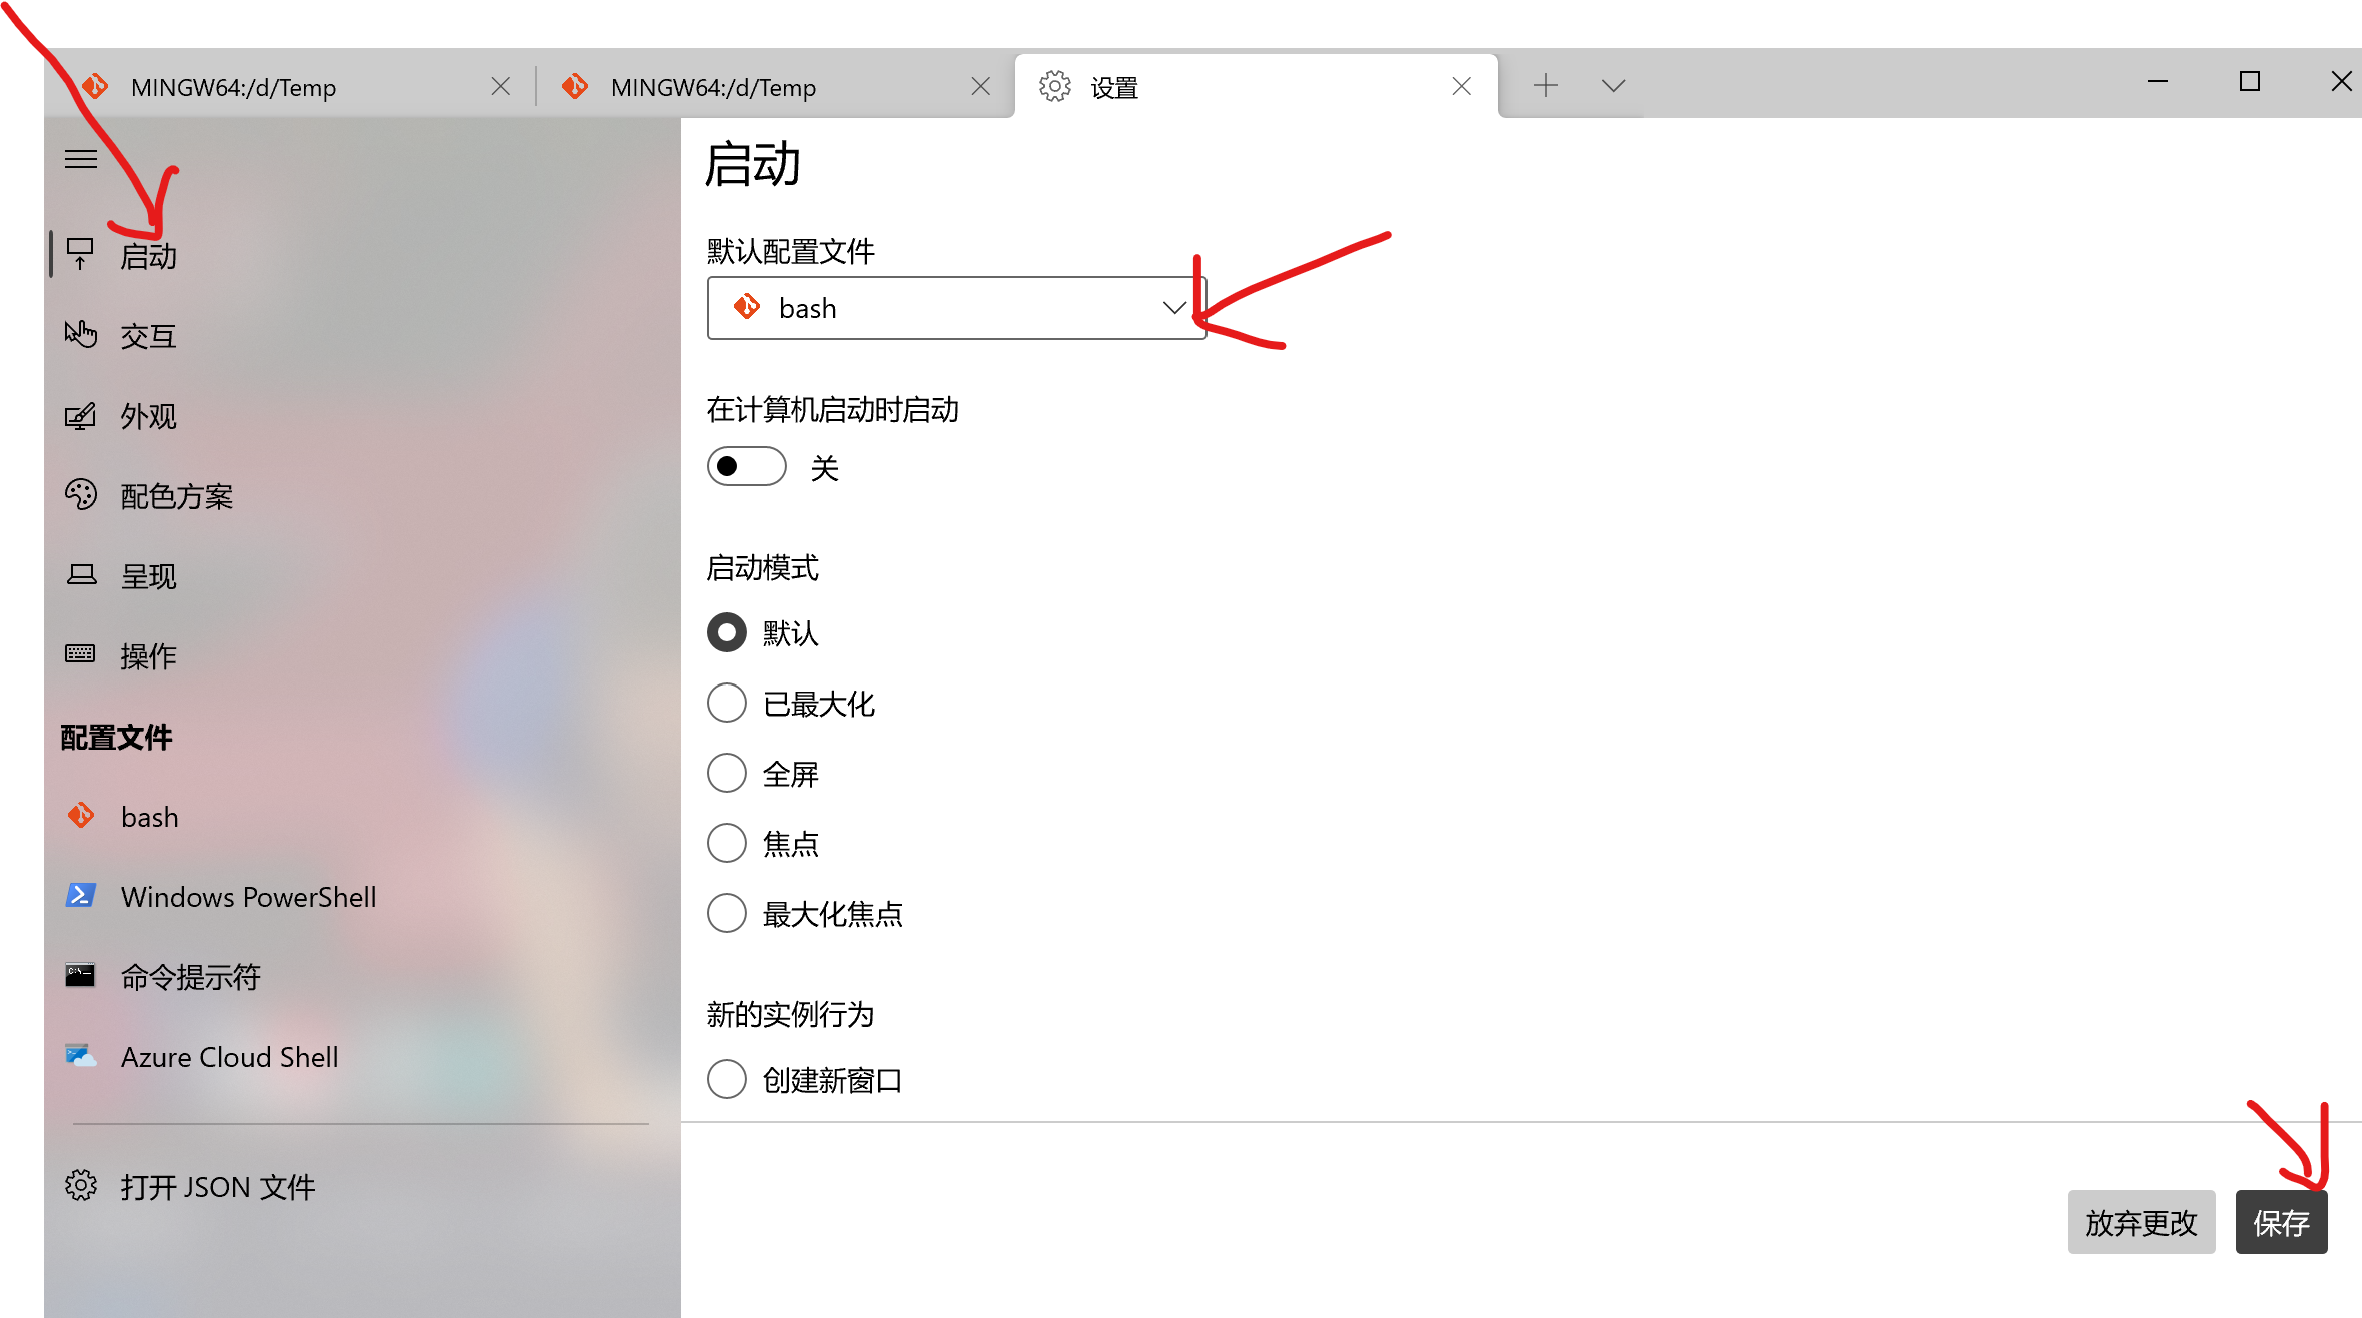 MINGW64:/d/Temp
MINGW64:/d/Temp
设置
启动
交互
外观
配色方案
呈现
操作
配置文件
bash
Windows PowerShell
命令提示符
Azure Cloud Shell
打开 JSON 文件
启动
默认配置文件
bash
在计算机启动时启动
关
启动模式
默认
已最大化
全屏
焦点
最大化焦点
新的实例行为
创建新窗口
放弃更改
保存